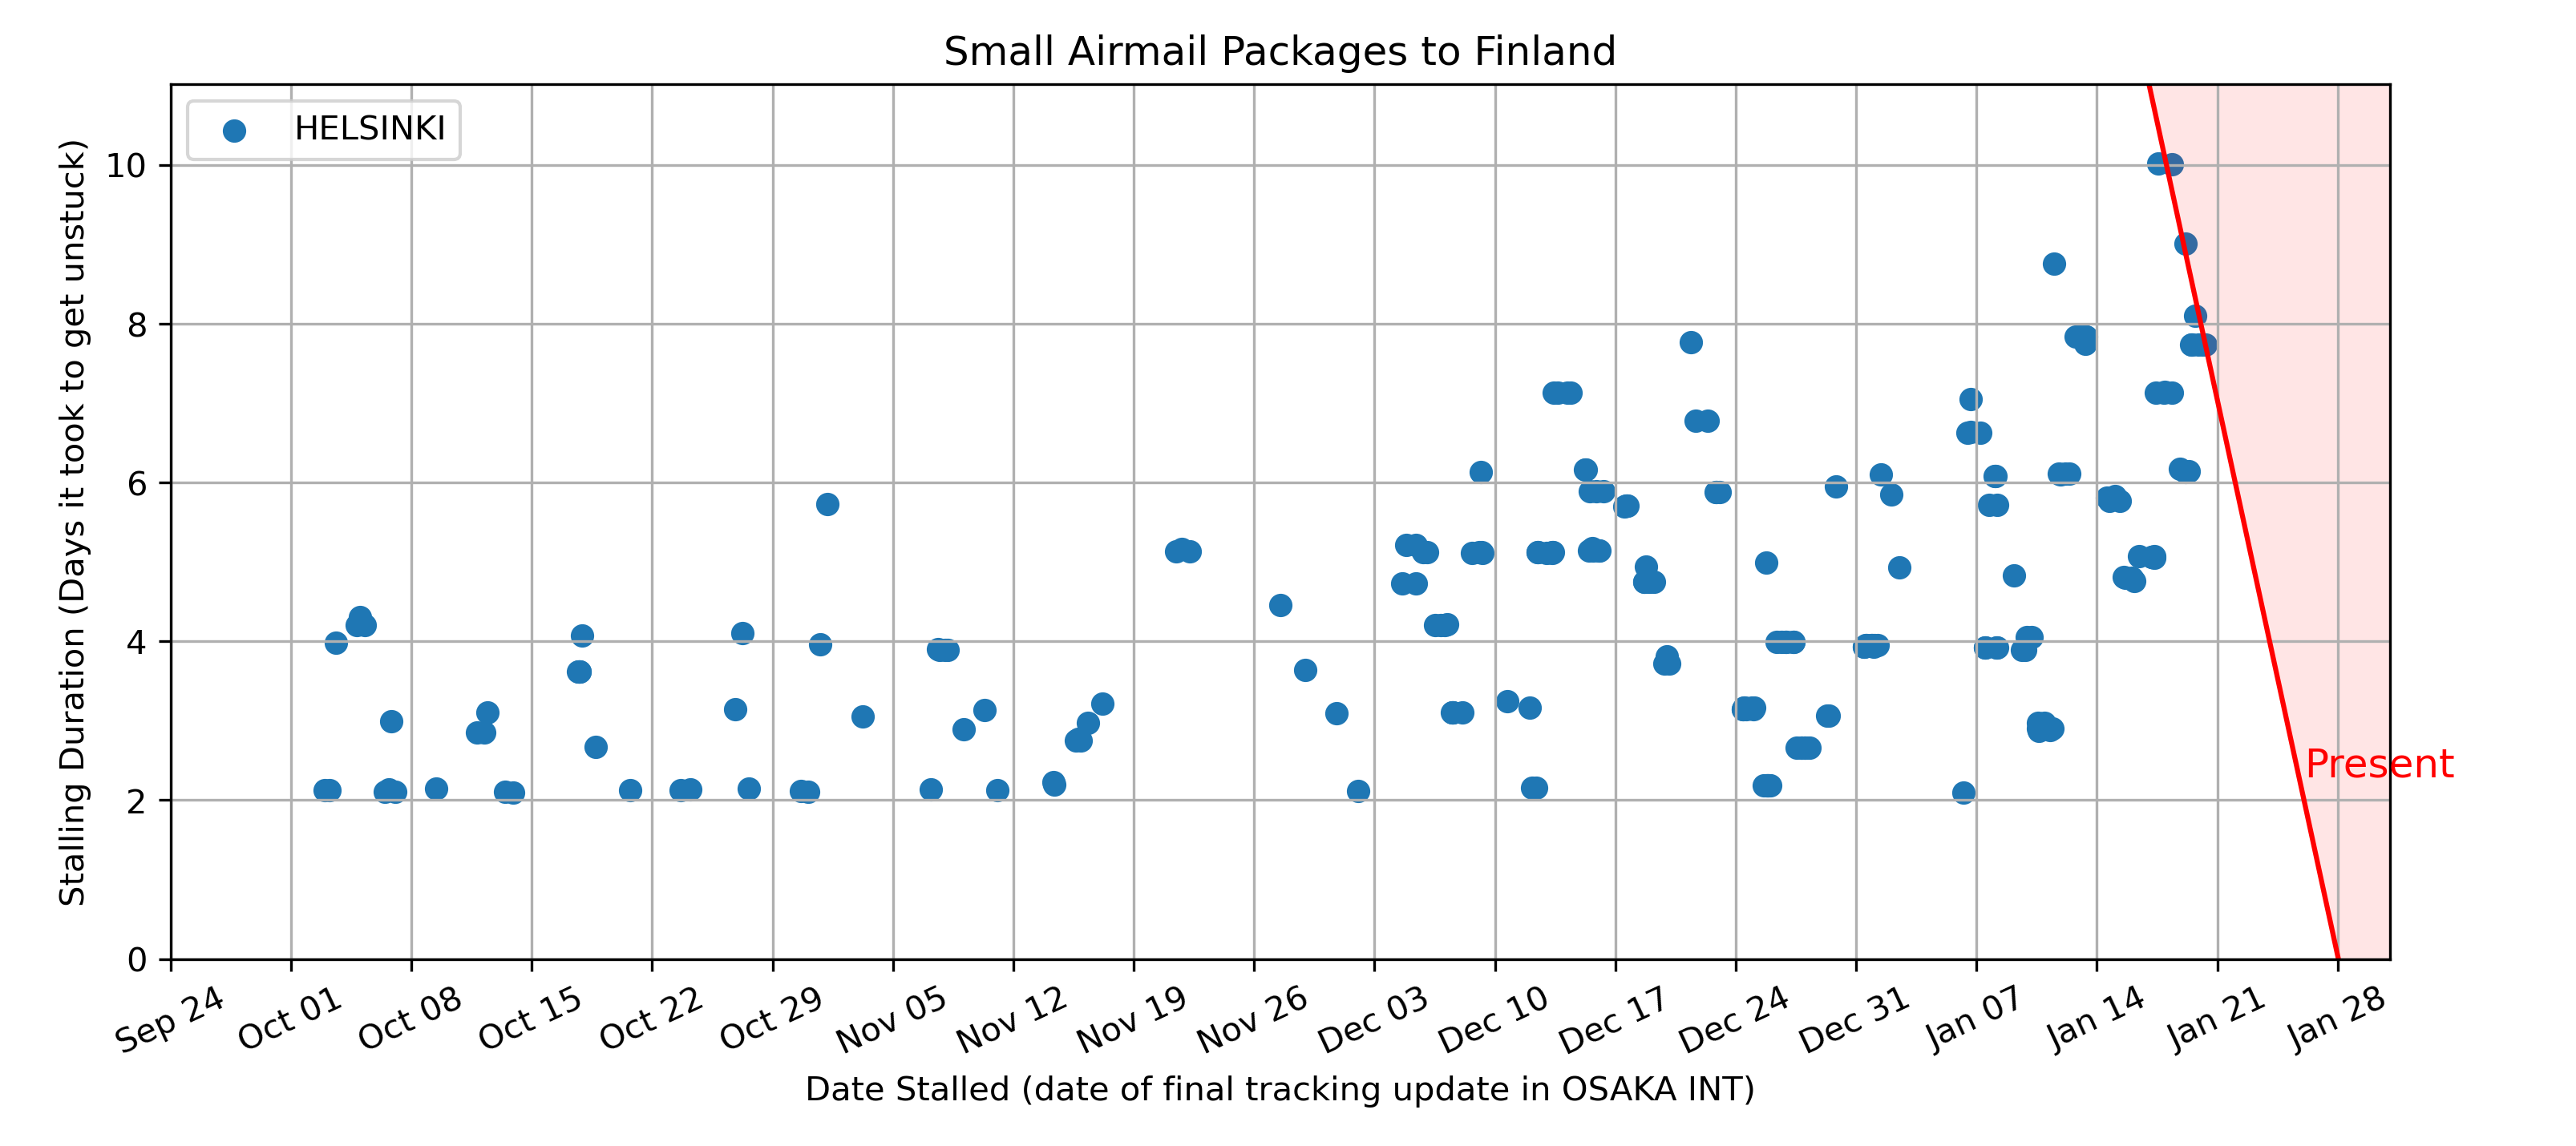 Small Airmail Packages to Finland
HELSINKI
Stalling Duration (Days it took to get unstuck)
10
8
6
4
2
0
Present
Sep 24
Oct 01
Oct 08
Oct 15
Oct 22
Oct 29
Nov 05
Nov 12
Nov 19
Nov 26
Dec 03
Dec 10
Dec 17
Dec 24
Dec 31
Jan 07
Jan 14
Jan 21
Jan 28
Date Stalled (date of final tracking update in OSAKA INT)